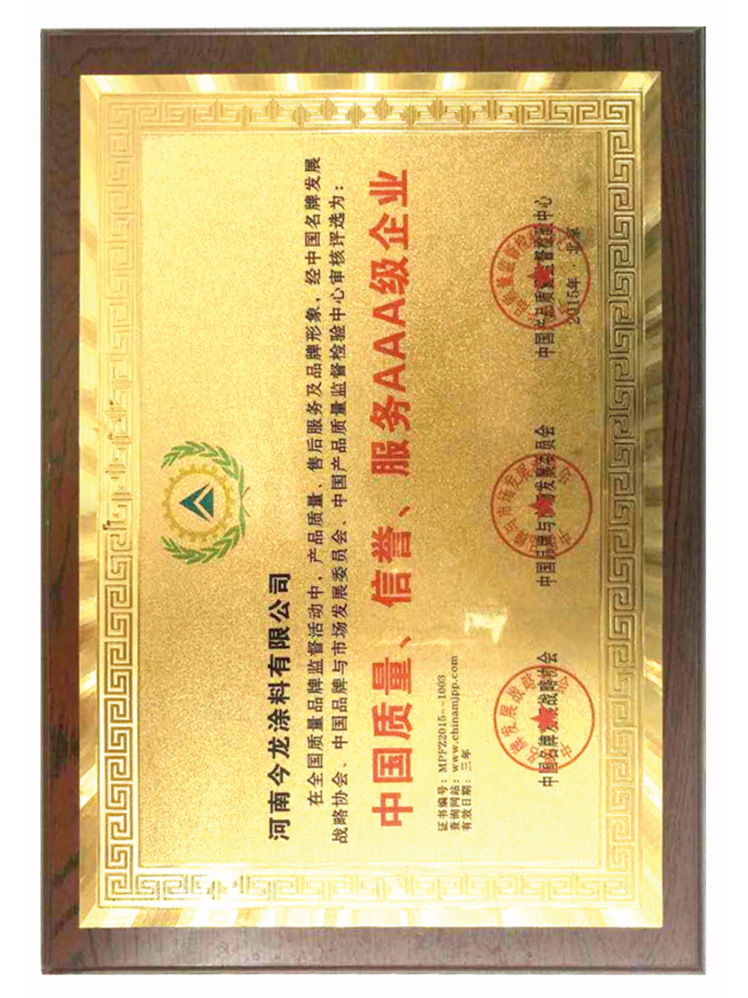 河南今龙涂料有限公司
在全国质量品牌监督活动中，产品质量、售后服务及品牌形象，经中国名牌发展
战略协会、中国品牌与市场发展委员会、中国产品质量监督检验中心审核评选为：
中国质量、信誉、服务AAA级企业
证书编号：MPFZ2015--1003
查询网站：www.chinamjpp.com
有效日期：三年
中国名牌发展战略协会
中国品牌与市场发展委员会
中国产品质量监督检验中心
2015年 北京